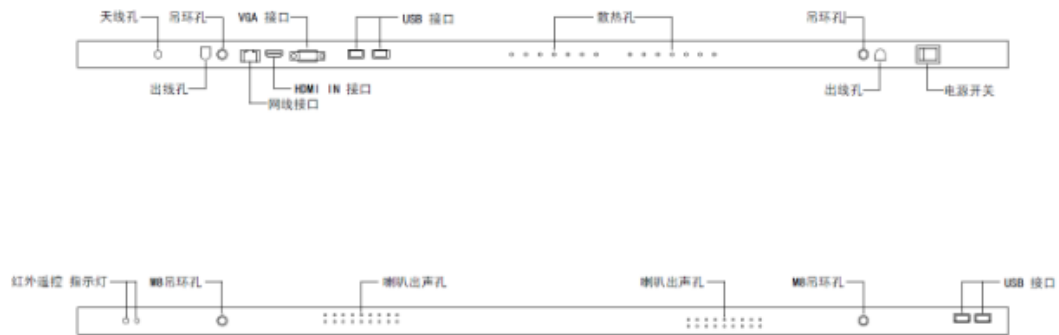 天线孔 吊环孔 VGA 接口 USB 接口 散热孔 吊环孔
出线孔 HDMI IN 接口 出线孔 电源开关
网线接口
红外遥控 指示灯 M8吊环孔 喇叭出声孔 喇叭出声孔 M8吊环孔 USB 接口